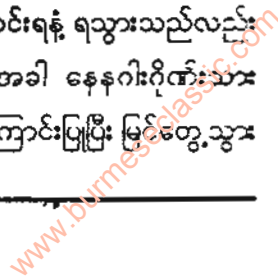 င်းရနံ့ ရသွားသည်လည်း
အခါ နေနဂါးဂိုဏ်းသား
ကြောင်းပြုပြီး မြင်တွေ့သွား
www.burmeseclassic.com